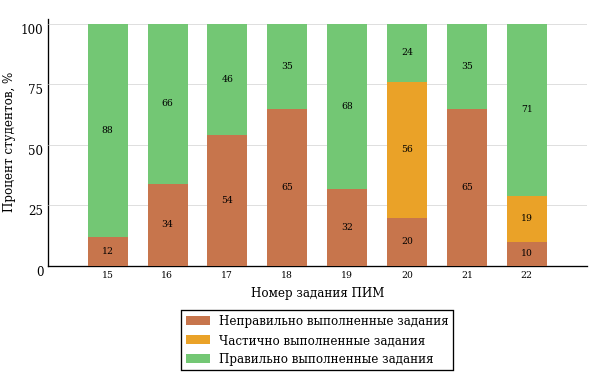 Процент студентов, %
100
75
50
25
0
88 66 46 35 68 24 35 71
56 19
12 34 54 65 32 20 65 10
15 16 17 18 19 20 21 22
Номер задания ПИМ
Неправильно выполненные задания
Частично выполненные задания
Правильно выполненные задания